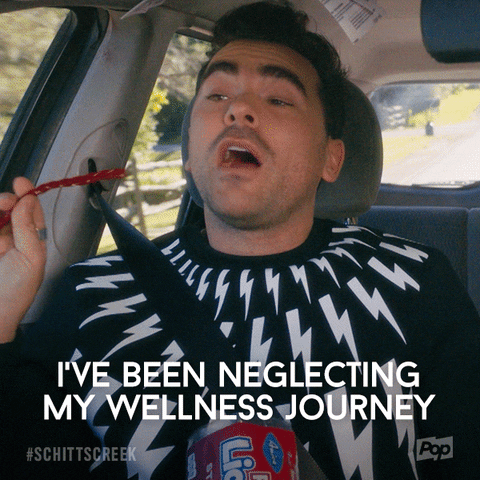 I'VE BEEN NEGLECTING
MY WELLNESS JOURNEY
#SCHITTSCREEK
Pop